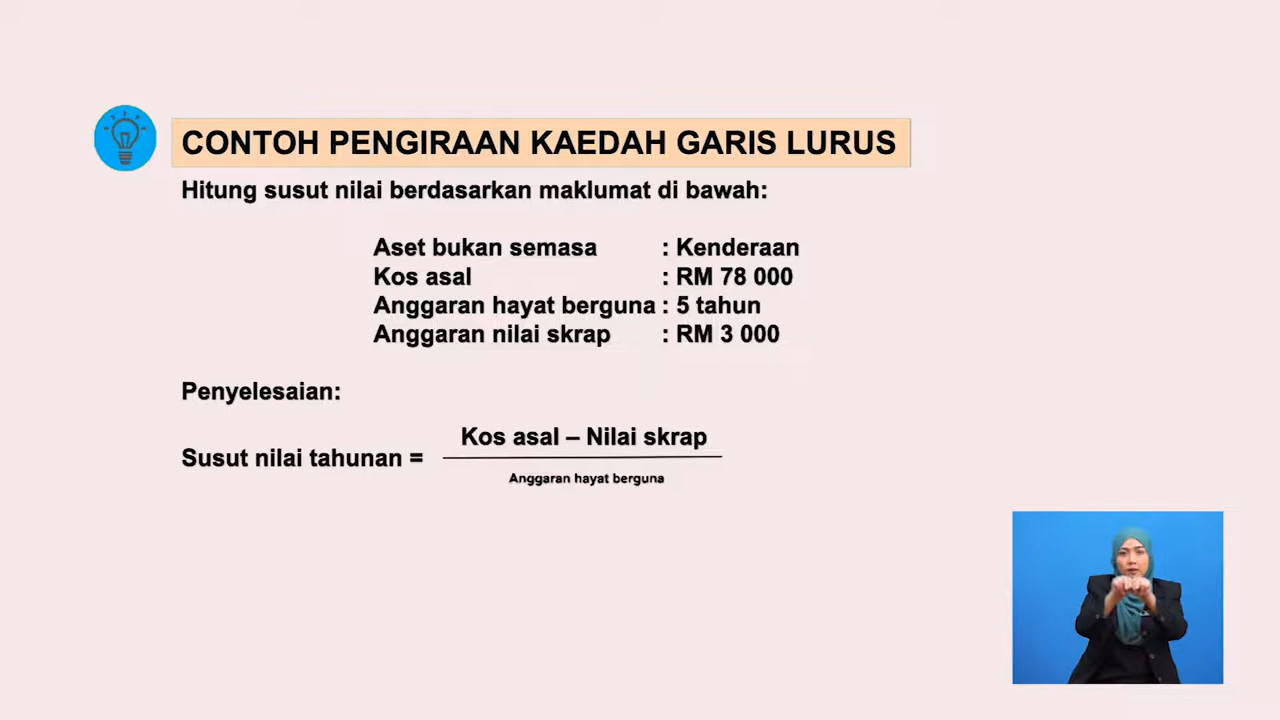 CONTOH PENGIRAAN KAEDAH GARIS LURUS
Hitung susut nilai berdasarkan maklumat di bawah:
Aset bukan semasa : Kenderaan
Kos asal : RM 78 000
Anggaran hayat berguna : 5 tahun
Anggaran nilai skrap : RM 3 000
Penyelesaian:
Kos asal – Nilai skrap
Susut nilai tahunan =
Anggaran hayat berguna